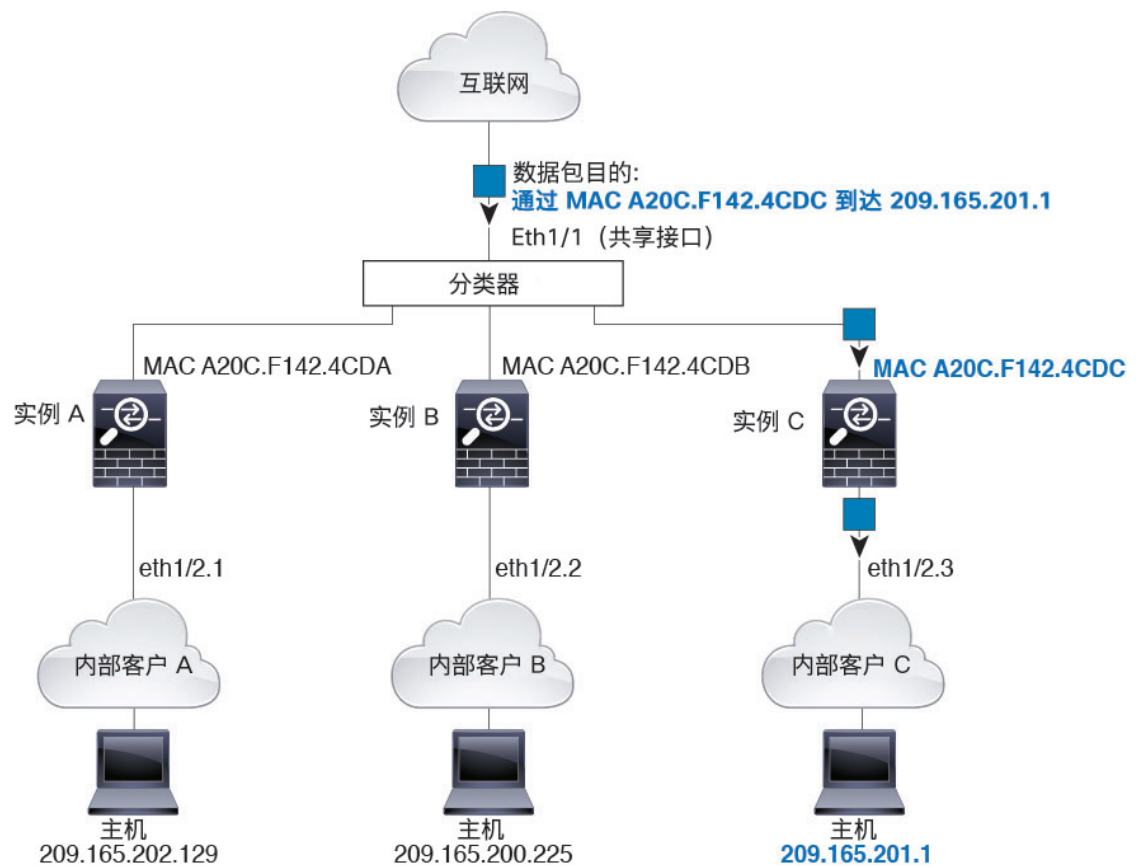 互联网
数据包目的:
通过 MAC A20C.F142.4CDC 到达 209.165.201.1
Eth1/1（共享接口）
分类器
MAC A20C.F142.4CDA
MAC A20C.F142.4CDB
MAC A20C.F142.4CDC
实例 A
实例 B
实例 C
eth1/2.1
eth1/2.2
eth1/2.3
内部客户 A
内部客户 B
内部客户 C
主机
209.165.202.129
主机
209.165.200.225
主机
209.165.201.1